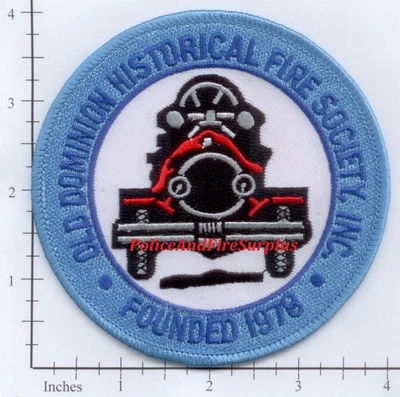 OLD DOMINION HISTORICAL FIRE SOCIETY, INC.
FOUNDED 1978
PoliceAndFireSurplus
4
3
2
1
Inches 1 2 3 4